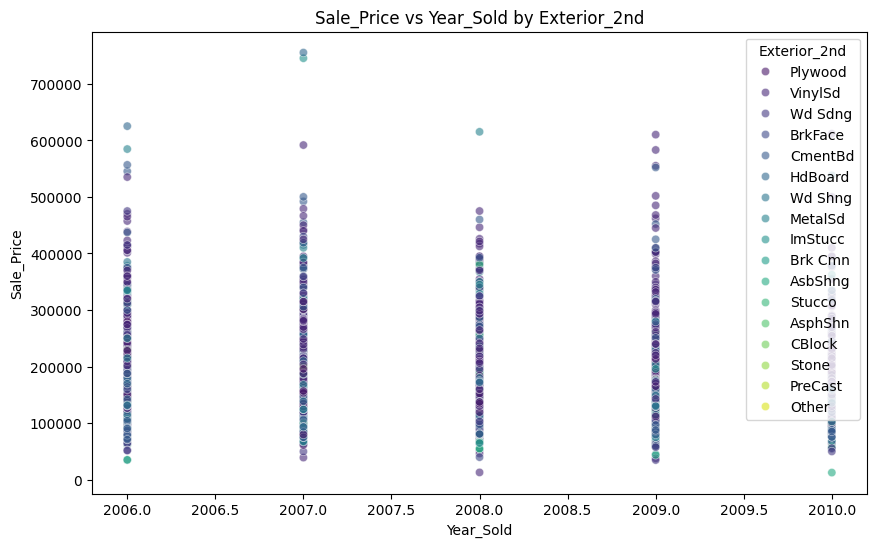 Sale_Price vs Year_Sold by Exterior_2nd
Exterior_2nd
Plywood
VinylSd
Wd Sdng
BrkFace
CmentBd
HdBoard
Wd Shng
MetalSd
ImStucc
Brk Cmn
AsbShng
Stucco
AsphShn
CBlock
Stone
PreCast
Other
700000
600000
500000
400000
300000
200000
100000
0
Sale_Price
2006.0 2006.5 2007.0 2007.5 2008.0 2008.5 2009.0 2009.5 2010.0
Year_Sold